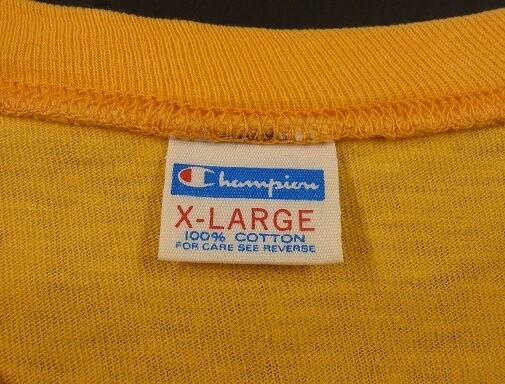 Champion
X-LARGE
100% COTTON
FOR CARE SEE REVERSE